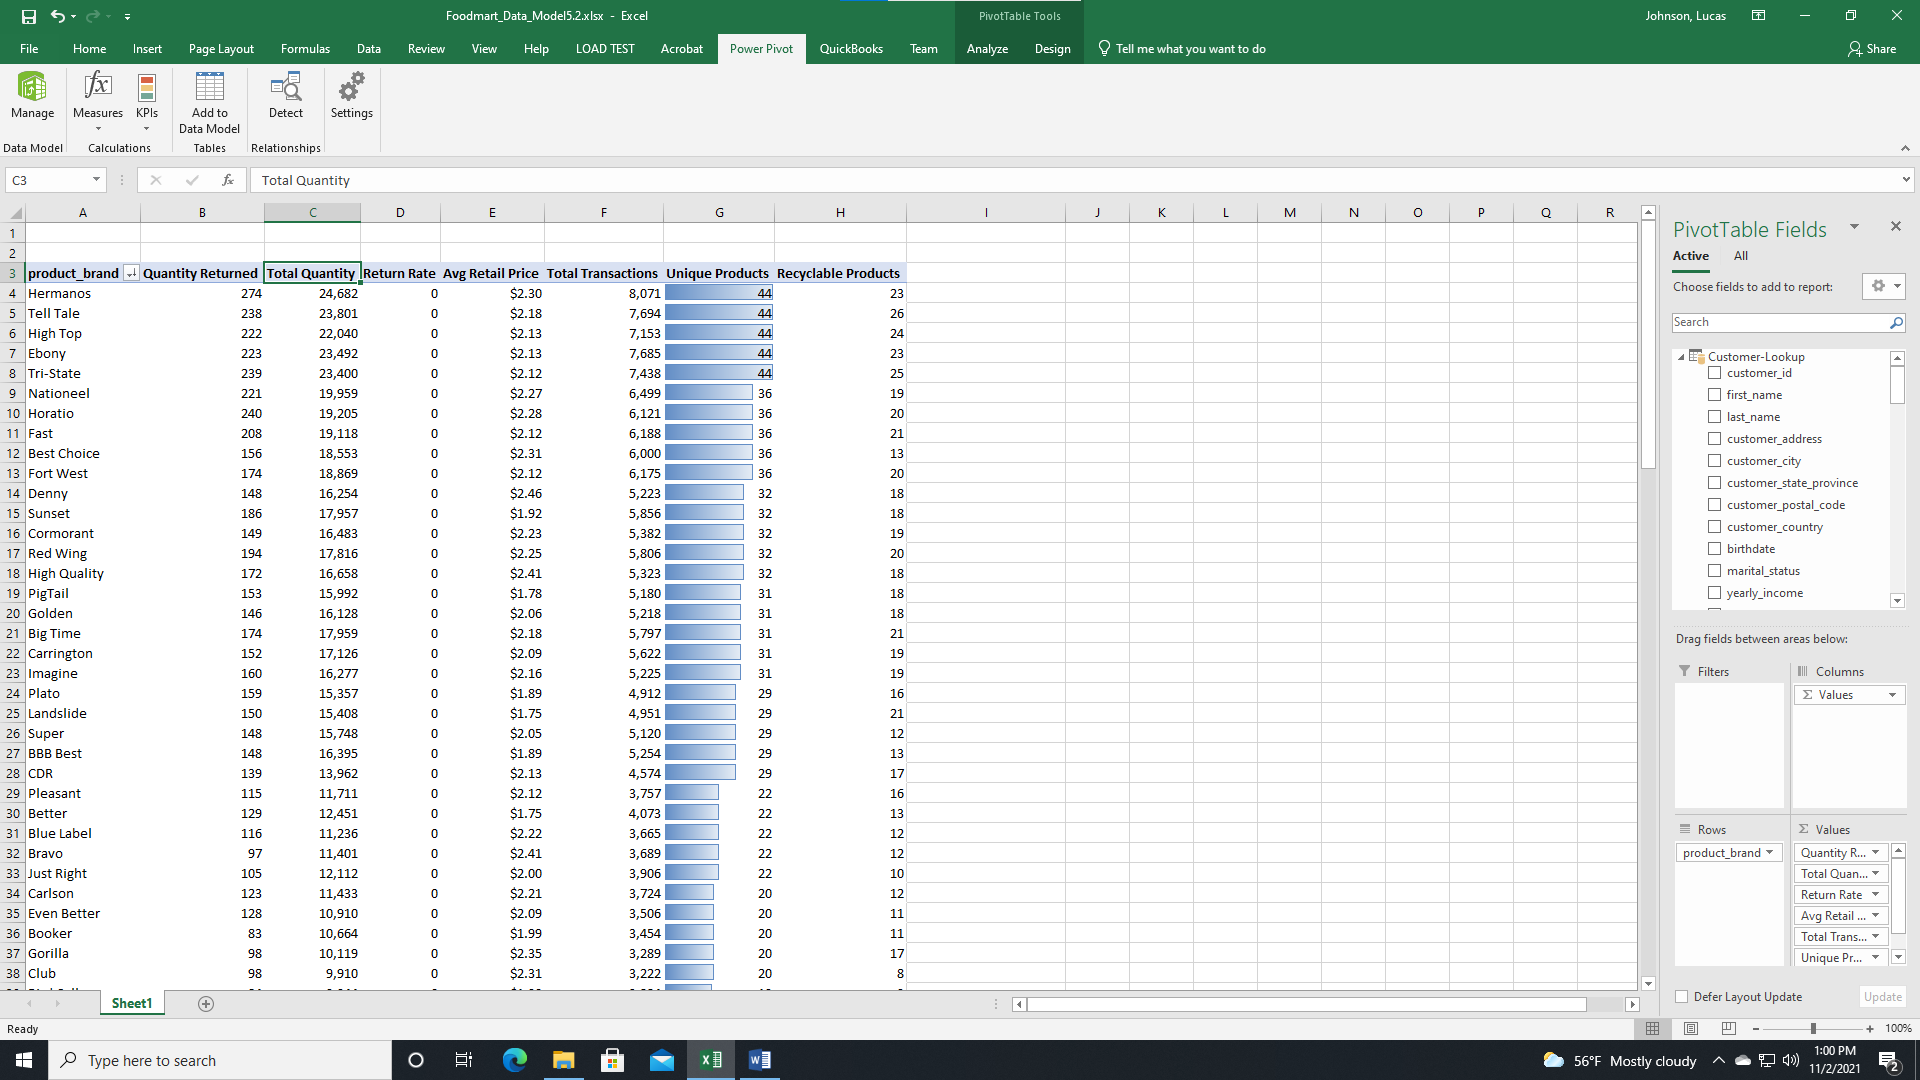 Foodmart_Data_Model5.2.xlsx - Excel
PivotTable Tools
Johnson, Lucas
File Home Insert Page Layout Formulas Data Review View Help LOAD TEST Acrobat Power Pivot QuickBooks Team Analyze Design Tell me what you want to do Share
Manage Measures KPIs Add to Data Model Detect Settings
Data Model Calculations Tables Relationships
C3 fx Total Quantity
A B C D E F G H I J K L M N O P Q R
1
2
3 product_brand Quantity Returned Total Quantity Return Rate Avg Retail Price Total Transactions Unique Products Recyclable Products
4 Hermanos 274 24,682 0 $2.30 8,071 44 23
5 Tell Tale 238 23,801 0 $2.18 7,694 44 26
6 High Top 222 22,040 0 $2.13 7,153 44 24
7 Ebony 223 23,492 0 $2.13 7,685 44 23
8 Tri-State 239 23,400 0 $2.12 7,438 44 25
9 Nationeel 221 19,959 0 $2.27 6,499 36 19
10 Horatio 240 19,205 0 $2.28 6,121 36 20
11 Fast 208 19,118 0 $2.12 6,188 36 21
12 Best Choice 156 18,553 0 $2.31 6,000 36 13
13 Fort West 174 18,869 0 $2.12 6,175 36 20
14 Denny 148 16,254 0 $2.46 5,223 32 18
15 Sunset 186 17,957 0 $1.92 5,856 32 18
16 Cormorant 149 16,483 0 $2.23 5,382 32 19
17 Red Wing 194 17,816 0 $2.25 5,806 32 20
18 High Quality 172 16,658 0 $2.41 5,323 32 18
19 PigTail 153 15,992 0 $1.78 5,180 31 18
20 Golden 146 16,128 0 $2.06 5,218 31 18
21 Big Time 174 17,959 0 $2.18 5,797 31 21
22 Carrington 152 17,126 0 $2.09 5,622 31 19
23 Imagine 160 16,277 0 $2.16 5,225 31 19
24 Plato 159 15,357 0 $1.89 4,912 29 16
25 Landslide 150 15,408 0 $1.75 4,951 29 21
26 Super 148 15,748 0 $2.05 5,120 29 12
27 BBB Best 148 16,395 0 $1.89 5,254 29 13
28 CDR 139 13,962 0 $2.13 4,574 29 17
29 Pleasant 115 11,711 0 $2.12 3,757 22 16
30 Better 129 12,451 0 $1.75 4,073 22 13
31 Blue Label 116 11,236 0 $2.22 3,665 22 12
32 Bravo 97 11,401 0 $2.41 3,689 22 12
33 Just Right 105 12,112 0 $2.00 3,906 22 10
34 Carlson 123 11,433 0 $2.21 3,724 20 12
35 Even Better 128 10,910 0 $2.09 3,506 20 11
36 Booker 83 10,664 0 $1.99 3,454 20 11
37 Gorilla 98 10,119 0 $2.35 3,289 20 17
38 Club 98 9,910 0 $2.31 3,222 20 8
PivotTable Fields
Active All
Choose fields to add to report:
Search
Customer-Lookup
customer_id
first_name
last_name
customer_address
customer_city
customer_state_province
customer_postal_code
customer_country
birthdate
marital_status
yearly_income
Drag fields between areas below:
Filters Columns
Σ Values
Rows Σ Values
product_brand Quantity R...
Total Quan...
Return Rate
Avg Retail ...
Total Trans...
Unique Pr...
Defer Layout Update Update
Sheet1
Ready 100%
Type here to search
56°F Mostly cloudy
1:00 PM
11/2/2021
2